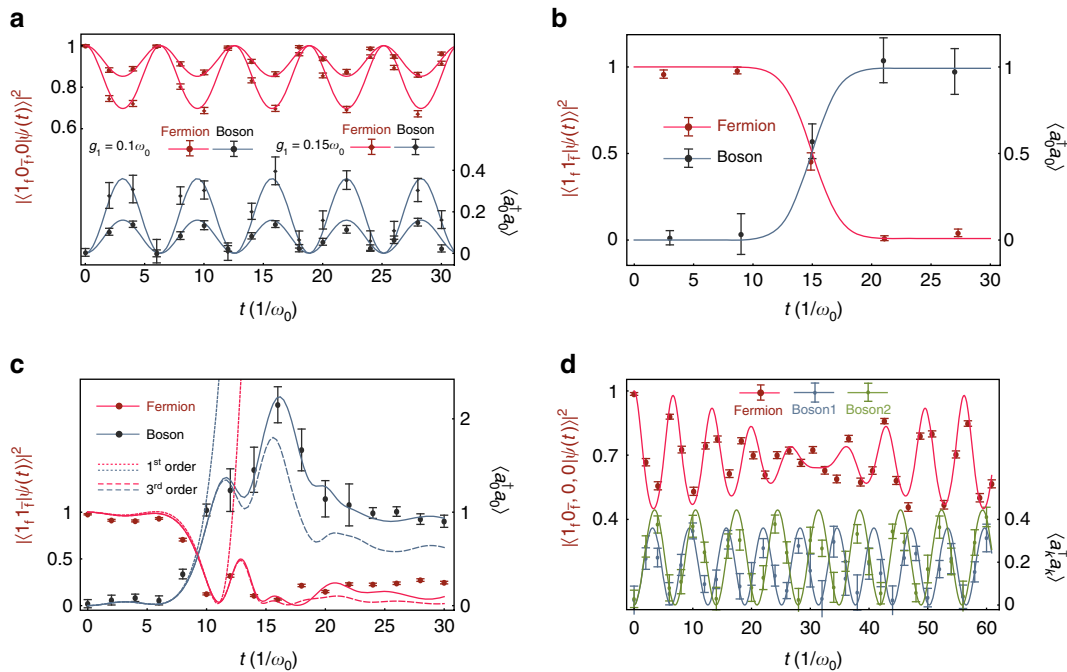 a
|⟨1f 0f̄, 0|ψ(t)⟩|²
1
0.8
0.6
Fermion Boson Fermion Boson
g₁ = 0.1ω₀ g₁ = 0.15ω₀
0.4
0.2
0
⟨a₀†a₀⟩
0 5 10 15 20 25 30
t (1/ω₀)
b
|⟨1f 1f̄|ψ(t)⟩|²
1
0.5
0
Fermion
Boson
1
0.5
0
⟨a₀†a₀⟩
0 6 15 21 30
t (1/ω₀)
c
|⟨1f 1f̄|ψ(t)⟩|²
1
0.5
0
Fermion
Boson
1st order
3rd order
2
1
0
⟨a₀†a₀⟩
0 5 10 15 20 25 30
t (1/ω₀)
d
|⟨1f 0f̄, 0, 0|ψ(t)⟩|²
1
0.7
0.4
Fermion Boson1 Boson2
0.4
0.2
0
⟨aₖ†aₖ⟩
0 10 20 30 40 50 60
t (1/ω₀)